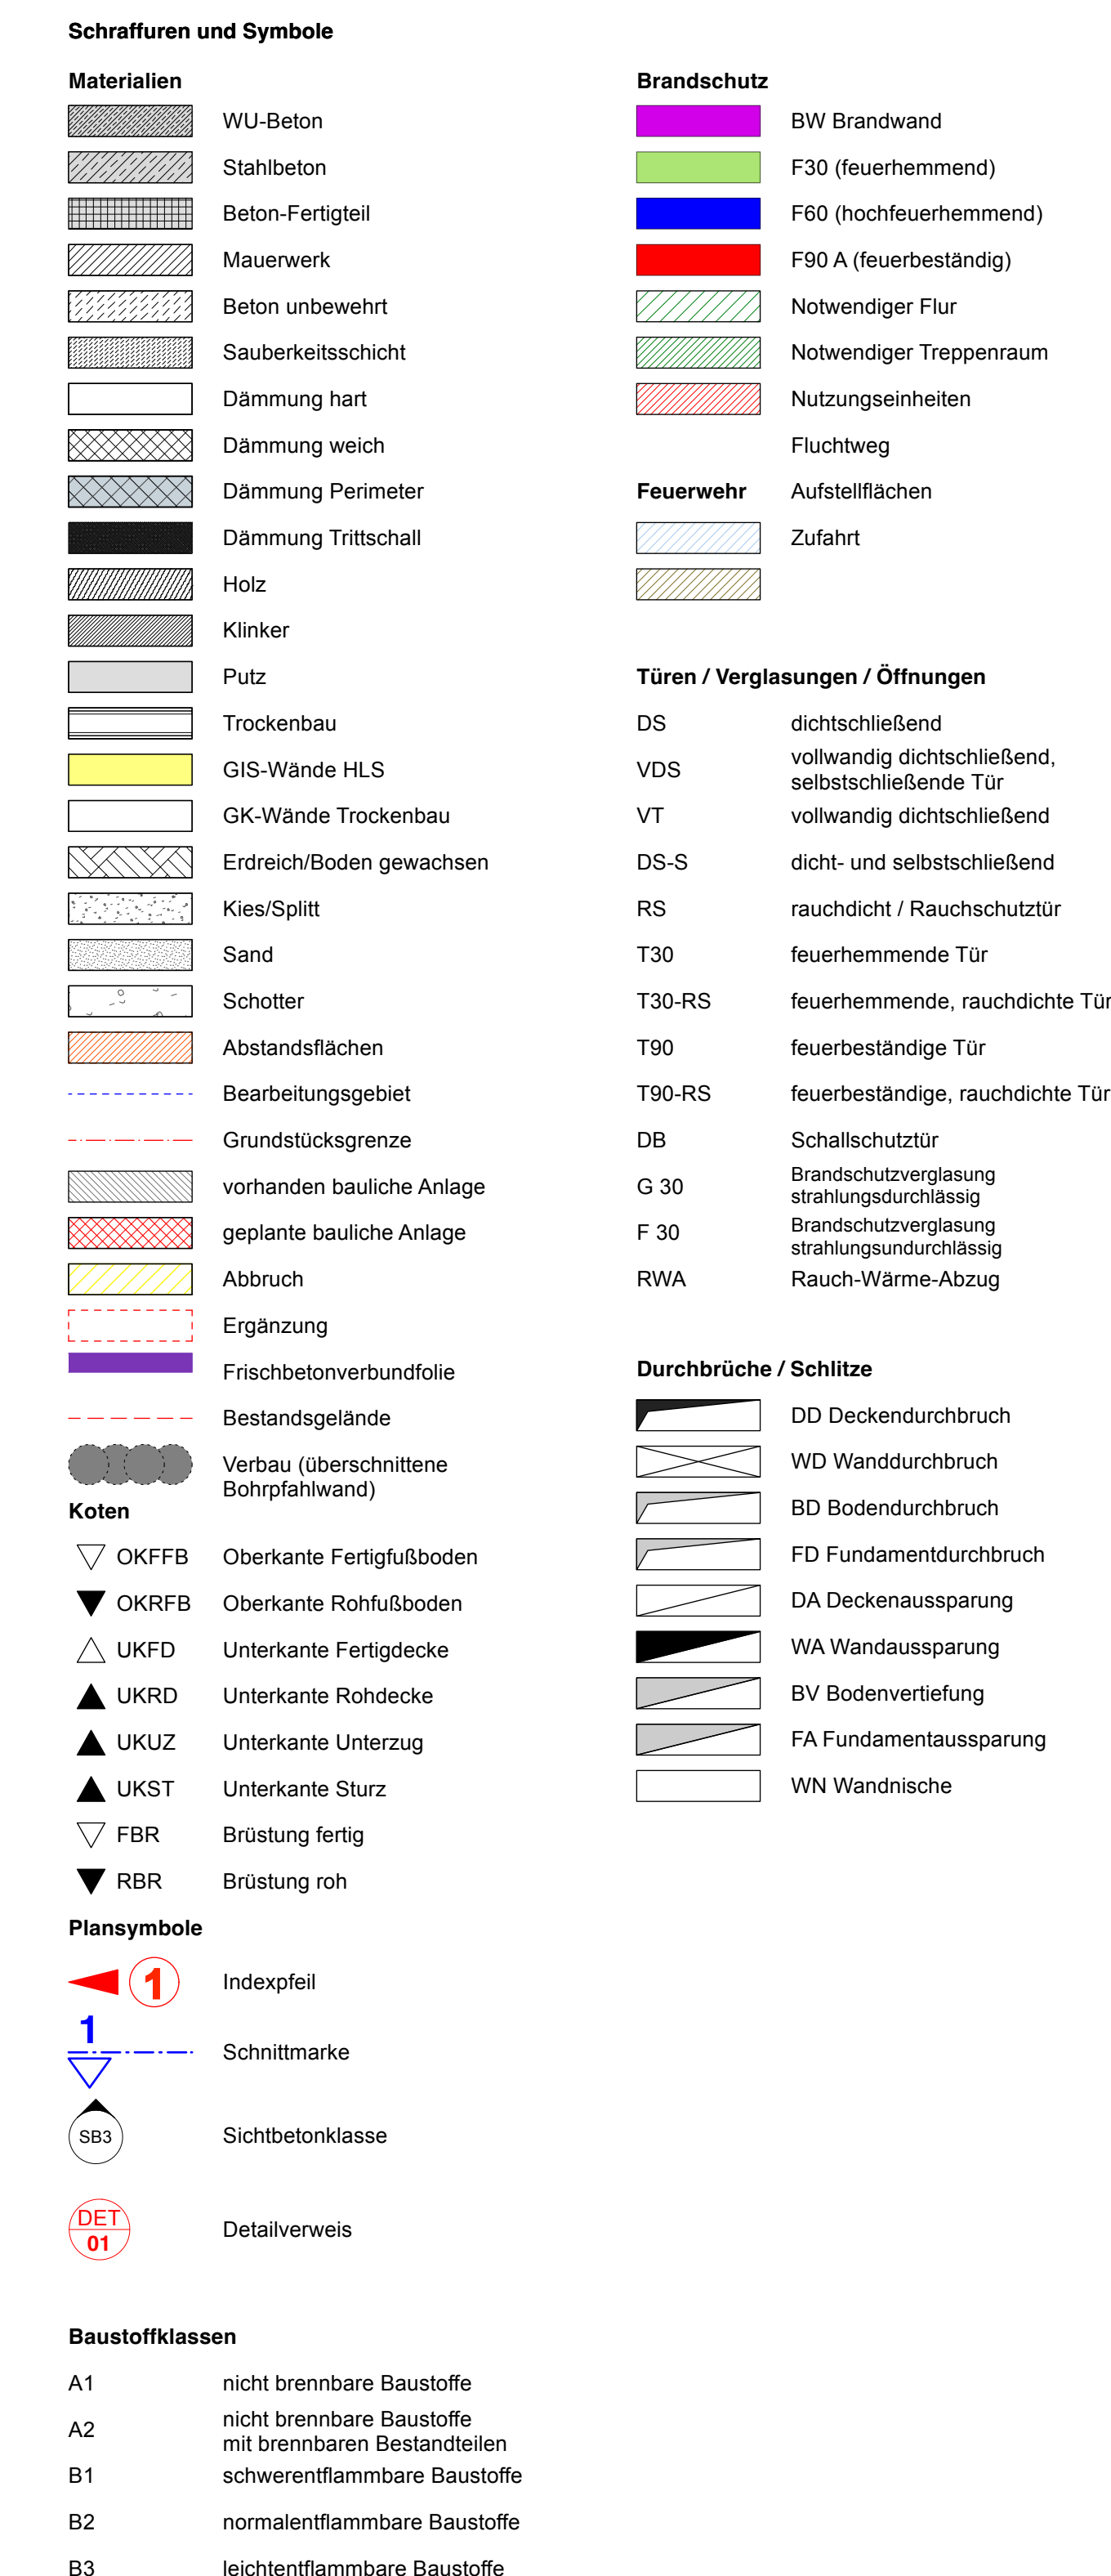 Schraffuren und Symbole
Materialien
WU-Beton
Stahlbeton
Beton-Fertigteil
Mauerwerk
Beton unbewehrt
Sauberkeitsschicht
Dämmung hart
Dämmung weich
Dämmung Perimeter
Dämmung Trittschall
Holz
Klinker
Putz
Trockenbau
GIS-Wände HLS
GK-Wände Trockenbau
Erdreich/Boden gewachsen
Kies/Splitt
Sand
Schotter
Abstandsflächen
Bearbeitungsgebiet
Grundstücksgrenze
vorhanden bauliche Anlage
geplante bauliche Anlage
Abbruch
Ergänzung
Frischbetonverbundfolie
Bestandsgelände
Verbau (überschnittene
Bohrpfahlwand)
Koten
OKFFB Oberkante Fertigfußboden
OKRFB Oberkante Rohfußboden
UKFD Unterkante Fertigdecke
UKRD Unterkante Rohdecke
UKUZ Unterkante Unterzug
UKST Unterkante Sturz
FBR Brüstung fertig
RBR Brüstung roh
Plansymbole
1 Indexpfeil
1
Schnittmarke
SB3 Sichtbetonklasse
DET
01
Detailverweis
Baustoffklassen
A1 nicht brennbare Baustoffe
A2 nicht brennbare Baustoffe
mit brennbaren Bestandteilen
B1 schwerentflammbare Baustoffe
B2 normalentflammbare Baustoffe
B3 leichtentflammbare Baustoffe
Brandschutz
BW Brandwand
F30 (feuerhemmend)
F60 (hochfeuerhemmend)
F90 A (feuerbeständig)
Notwendiger Flur
Notwendiger Treppenraum
Nutzungseinheiten
Fluchtweg
Feuerwehr Aufstellflächen
Zufahrt
Türen / Verglasungen / Öffnungen
DS dichtschließend
VDS vollwandig dichtschließend,
selbstschließende Tür
VT vollwandig dichtschließend
DS-S dicht- und selbstschließend
RS rauchdicht / Rauchschutztür
T30 feuerhemmende Tür
T30-RS feuerhemmende, rauchdichte Tür
T90 feuerbeständige Tür
T90-RS feuerbeständige, rauchdichte Tür
DB Schallschutztür
G 30 Brandschutzverglasung
strahlungsdurchlässig
F 30 Brandschutzverglasung
strahlungsundurchlässig
RWA Rauch-Wärme-Abzug
Durchbrüche / Schlitze
DD Deckendurchbruch
WD Wanddurchbruch
BD Bodendurchbruch
FD Fundamentdurchbruch
DA Deckenaussparung
WA Wandaussparung
BV Bodenvertiefung
FA Fundamentaussparung
WN Wandnische